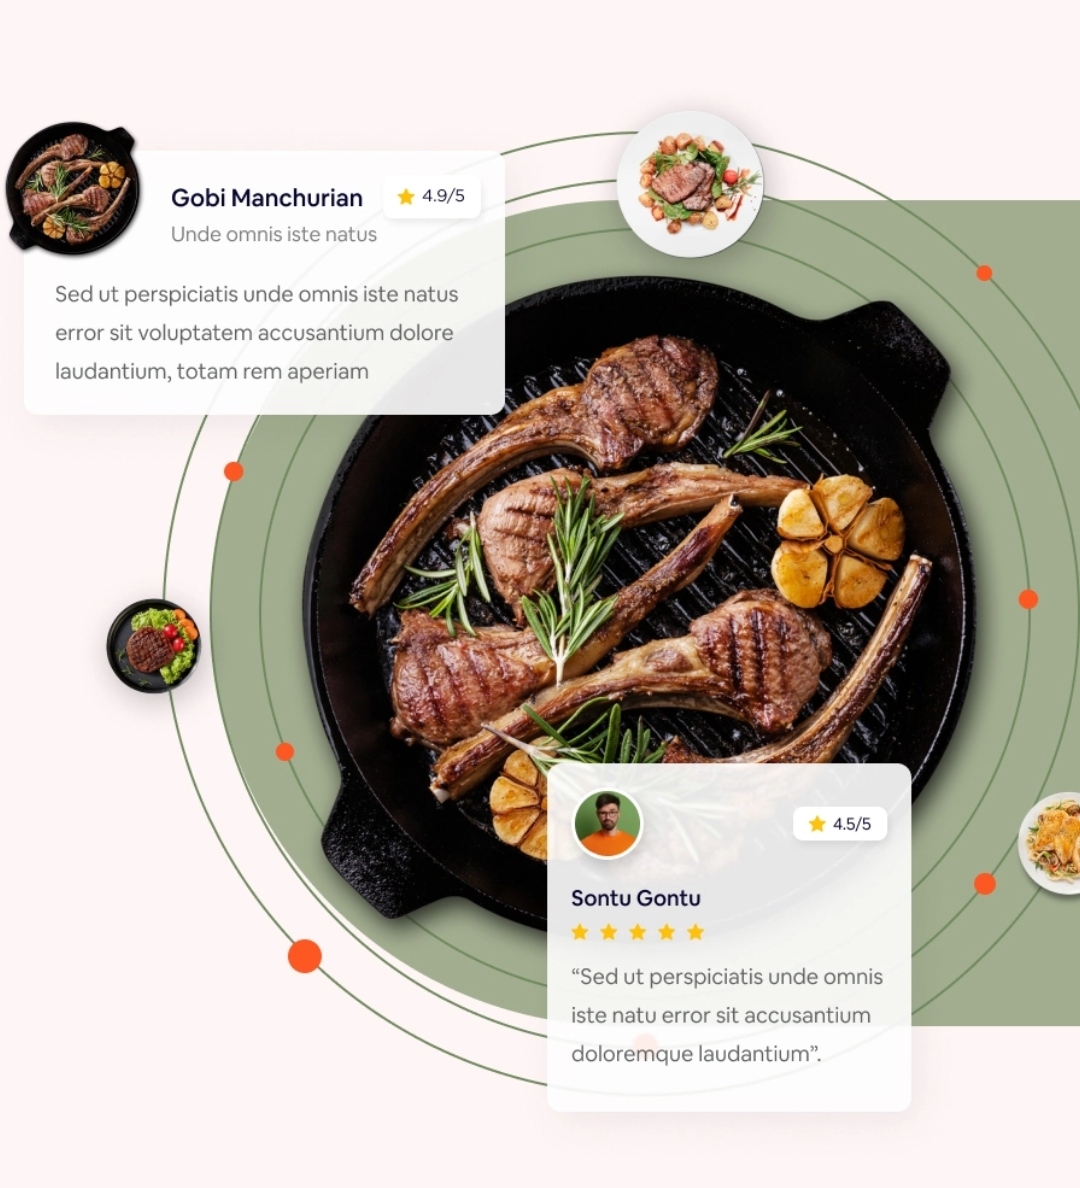 Gobi Manchurian
4.9/5
Unde omnis iste natus
Sed ut perspiciatis unde omnis iste natus
error sit voluptatem accusantium dolore
laudantium, totam rem aperiam
4.5/5
Sontu Gontu
“Sed ut perspiciatis unde omnis
iste natu error sit accusantium
doloremque laudantium”.